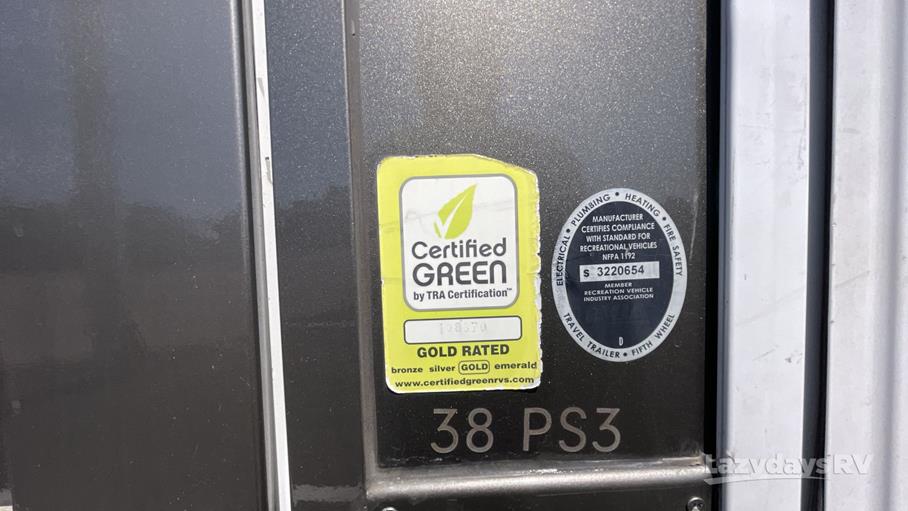 Certified
GREEN
by TRA Certification™
GOLD RATED
bronze silver GOLD emerald
www.certifiedgreenrvs.com
ELECTRICAL • PLUMBING • HEATING • FIRE SAFETY
MANUFACTURER
CERTIFIES COMPLIANCE
WITH STANDARD FOR
RECREATIONAL VEHICLES
NFPA 1192
S 3220654
MEMBER
RECREATION VEHICLE
INDUSTRY ASSOCIATION
D
TRAVEL TRAILER • FIFTH WHEEL
38 PS3
LazydaysRV